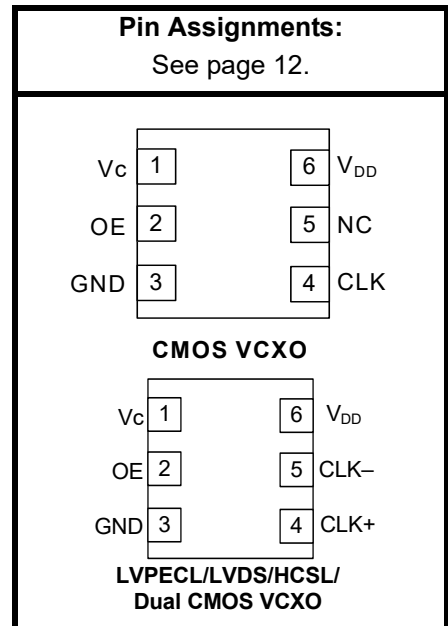 Pin Assignments:
See page 12.
Vc 1 6 VDD
OE 2 5 NC
GND 3 4 CLK
CMOS VCXO
Vc 1 6 VDD
OE 2 5 CLK–
GND 3 4 CLK+
LVPECL/LVDS/HCSL/
Dual CMOS VCXO